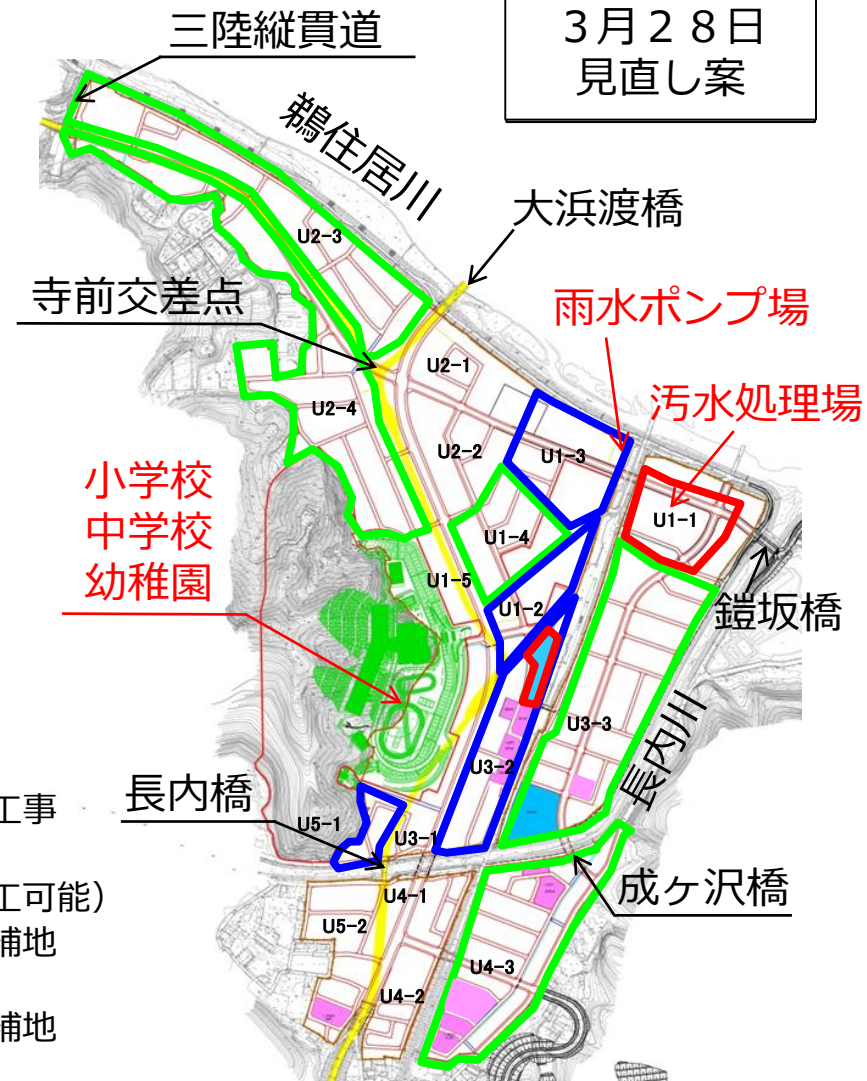 三陸縦貫道
3月28日
見直し案
鵜住居川
大浜渡橋
U2-3
寺前交差点
雨水ポンプ場
U2-1
汚水処理場
U2-4
U2-2
U1-3
小学校
中学校
幼稚園
U1-1
U1-4
U1-5
U1-2
鎧坂橋
U3-3
長内川
U3-2
工事
長内橋
U5-1
U3-1
工可能）
補地
U4-1
成ヶ沢橋
U5-2
U4-3
U4-2
補地